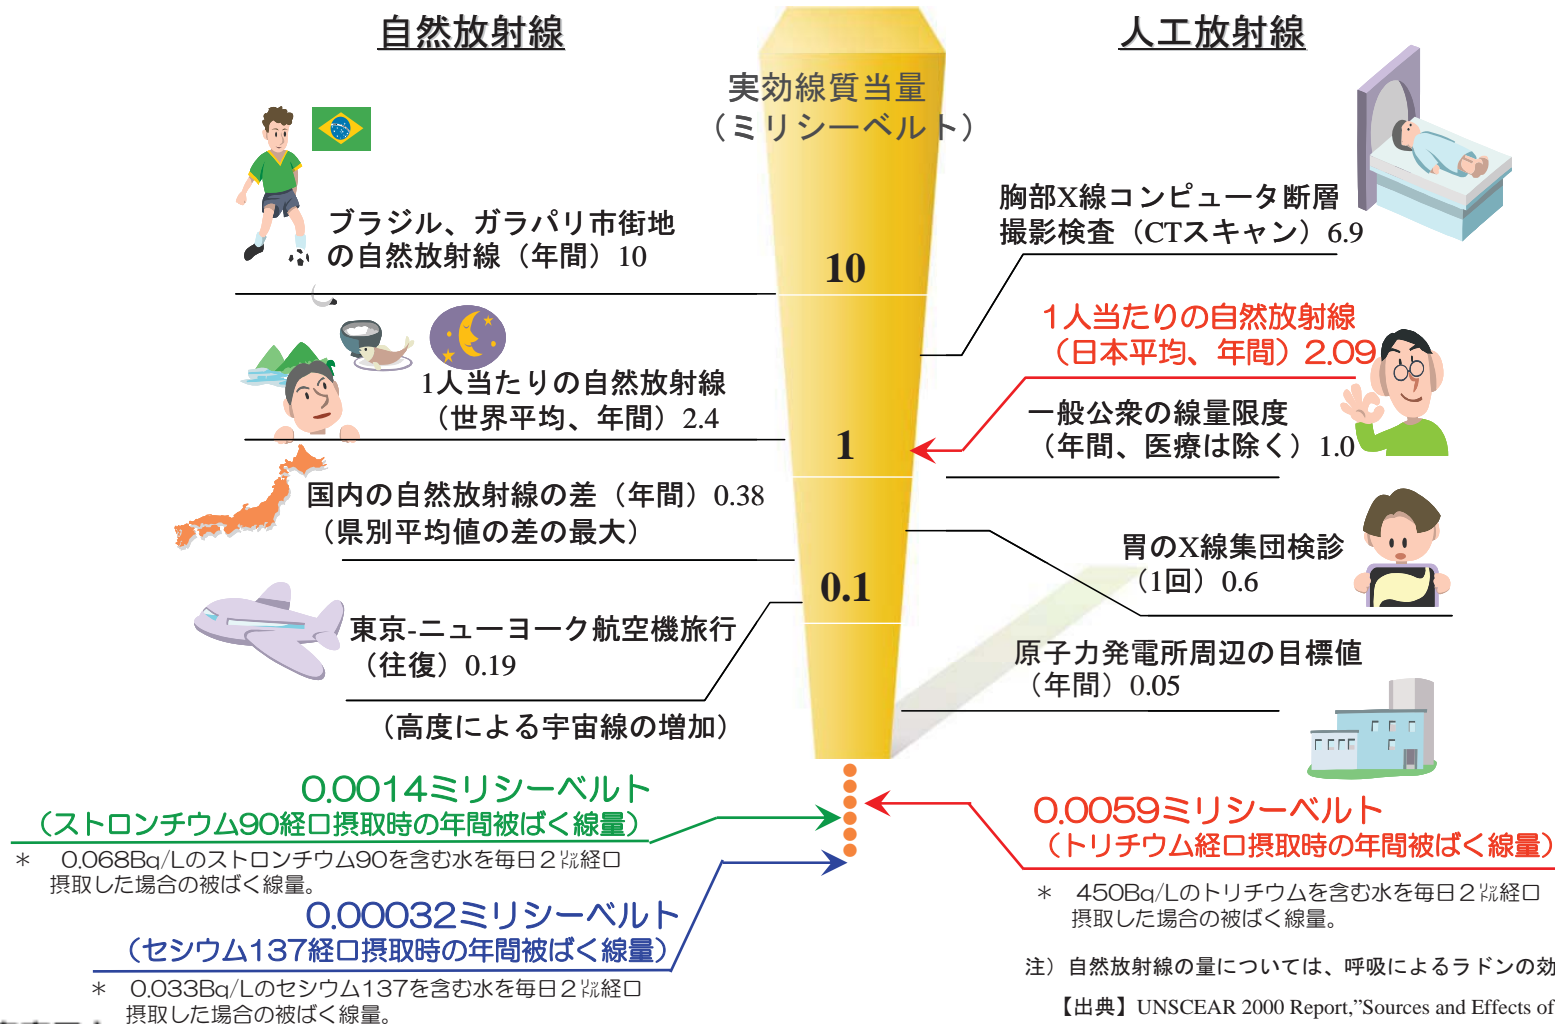 自然放射線
人工放射線
実効線質当量
（ミリシーベルト）
10
1
0.1
ブラジル、ガラパリ市街地
の自然放射線（年間）10
1人当たりの自然放射線
（世界平均、年間）2.4
国内の自然放射線の差（年間）0.38
（県別平均値の差の最大）
東京-ニューヨーク航空機旅行
（往復）0.19
（高度による宇宙線の増加）
胸部X線コンピュータ断層
撮影検査（CTスキャン）6.9
1人当たりの自然放射線
（日本平均、年間）2.09
一般公衆の線量限度
（年間、医療は除く）1.0
胃のX線集団検診
（1回）0.6
原子力発電所周辺の目標値
（年間）0.05
0.0014ミリシーベルト
（ストロンチウム90経口摂取時の年間被ばく線量）
＊　0.068Bq/Lのストロンチウム90を含む水を毎日2㍑経口
摂取した場合の被ばく線量。
0.00032ミリシーベルト
（セシウム137経口摂取時の年間被ばく線量）
＊　0.033Bq/Lのセシウム137を含む水を毎日2㍑経口
摂取した場合の被ばく線量。
0.0059ミリシーベルト
（トリチウム経口摂取時の年間被ばく線量）
＊　450Bq/Lのトリチウムを含む水を毎日2㍑経口
摂取した場合の被ばく線量。
注）自然放射線の量については、呼吸によるラドンの効
【出典】UNSCEAR 2000 Report,”Sources and Effects of